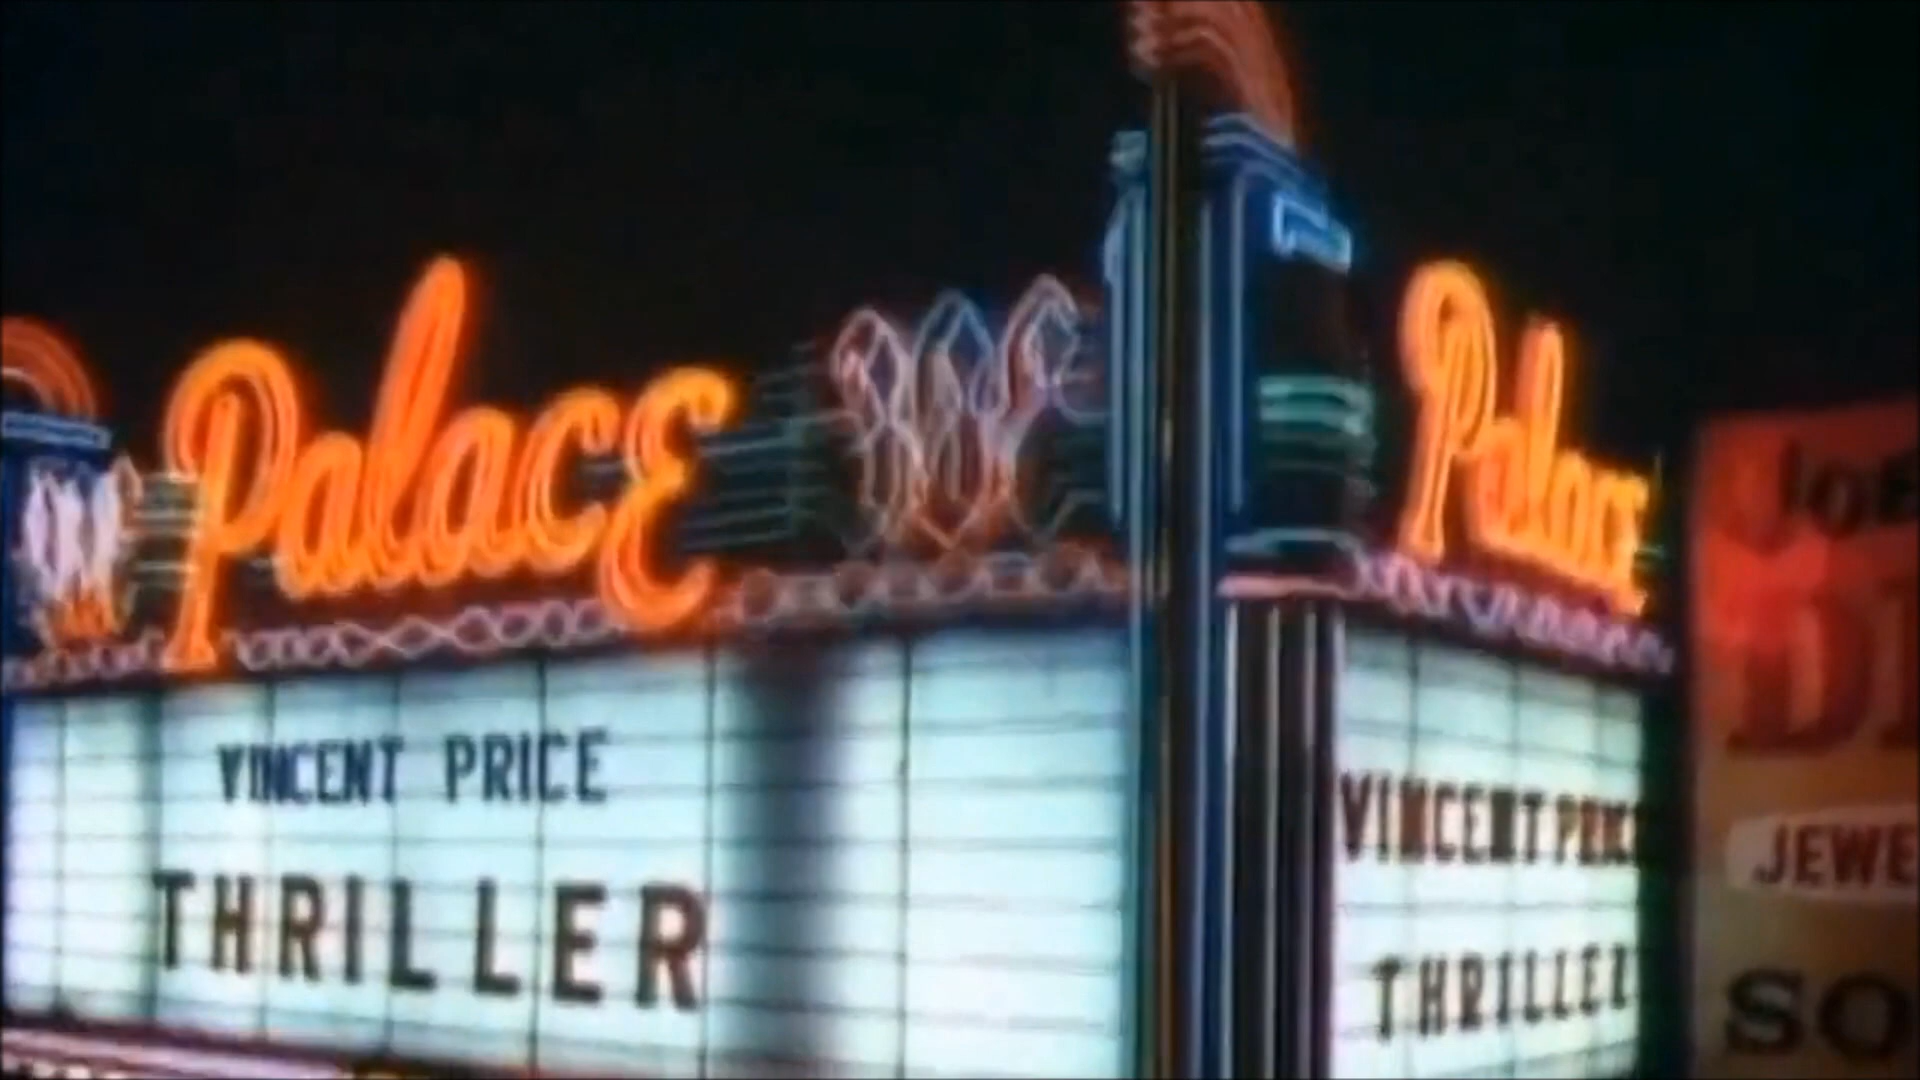 Palace
VINCENT PRICE
THRILLER
Palace
VINCENT PRICE
THRILLER
JEWE
SO